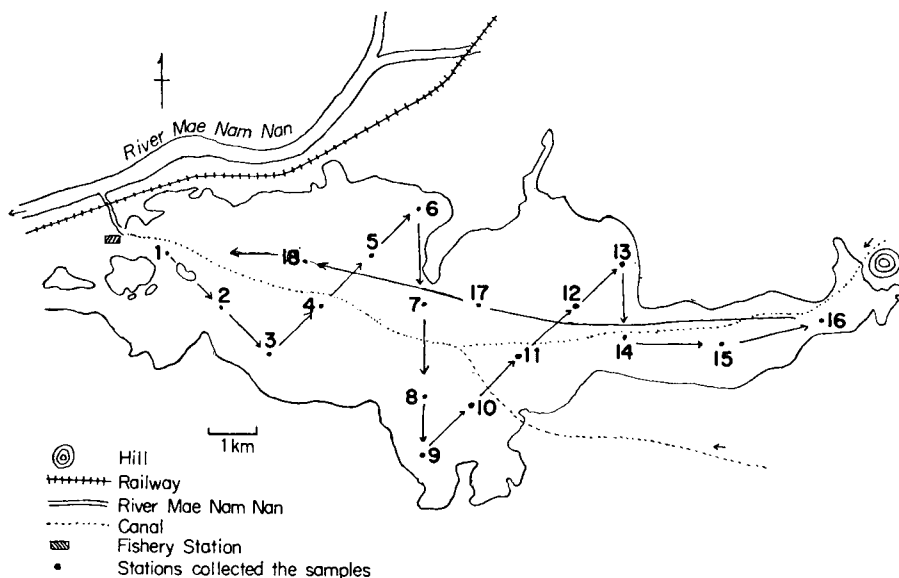 River Mae Nam Nan
6
13
1
5
18
16
2
4
7
17
12
3
14
15
11
8
10
9
1 km
Hill
Railway
River Mae Nam Nan
Canal
Fishery Station
Stations collected the samples